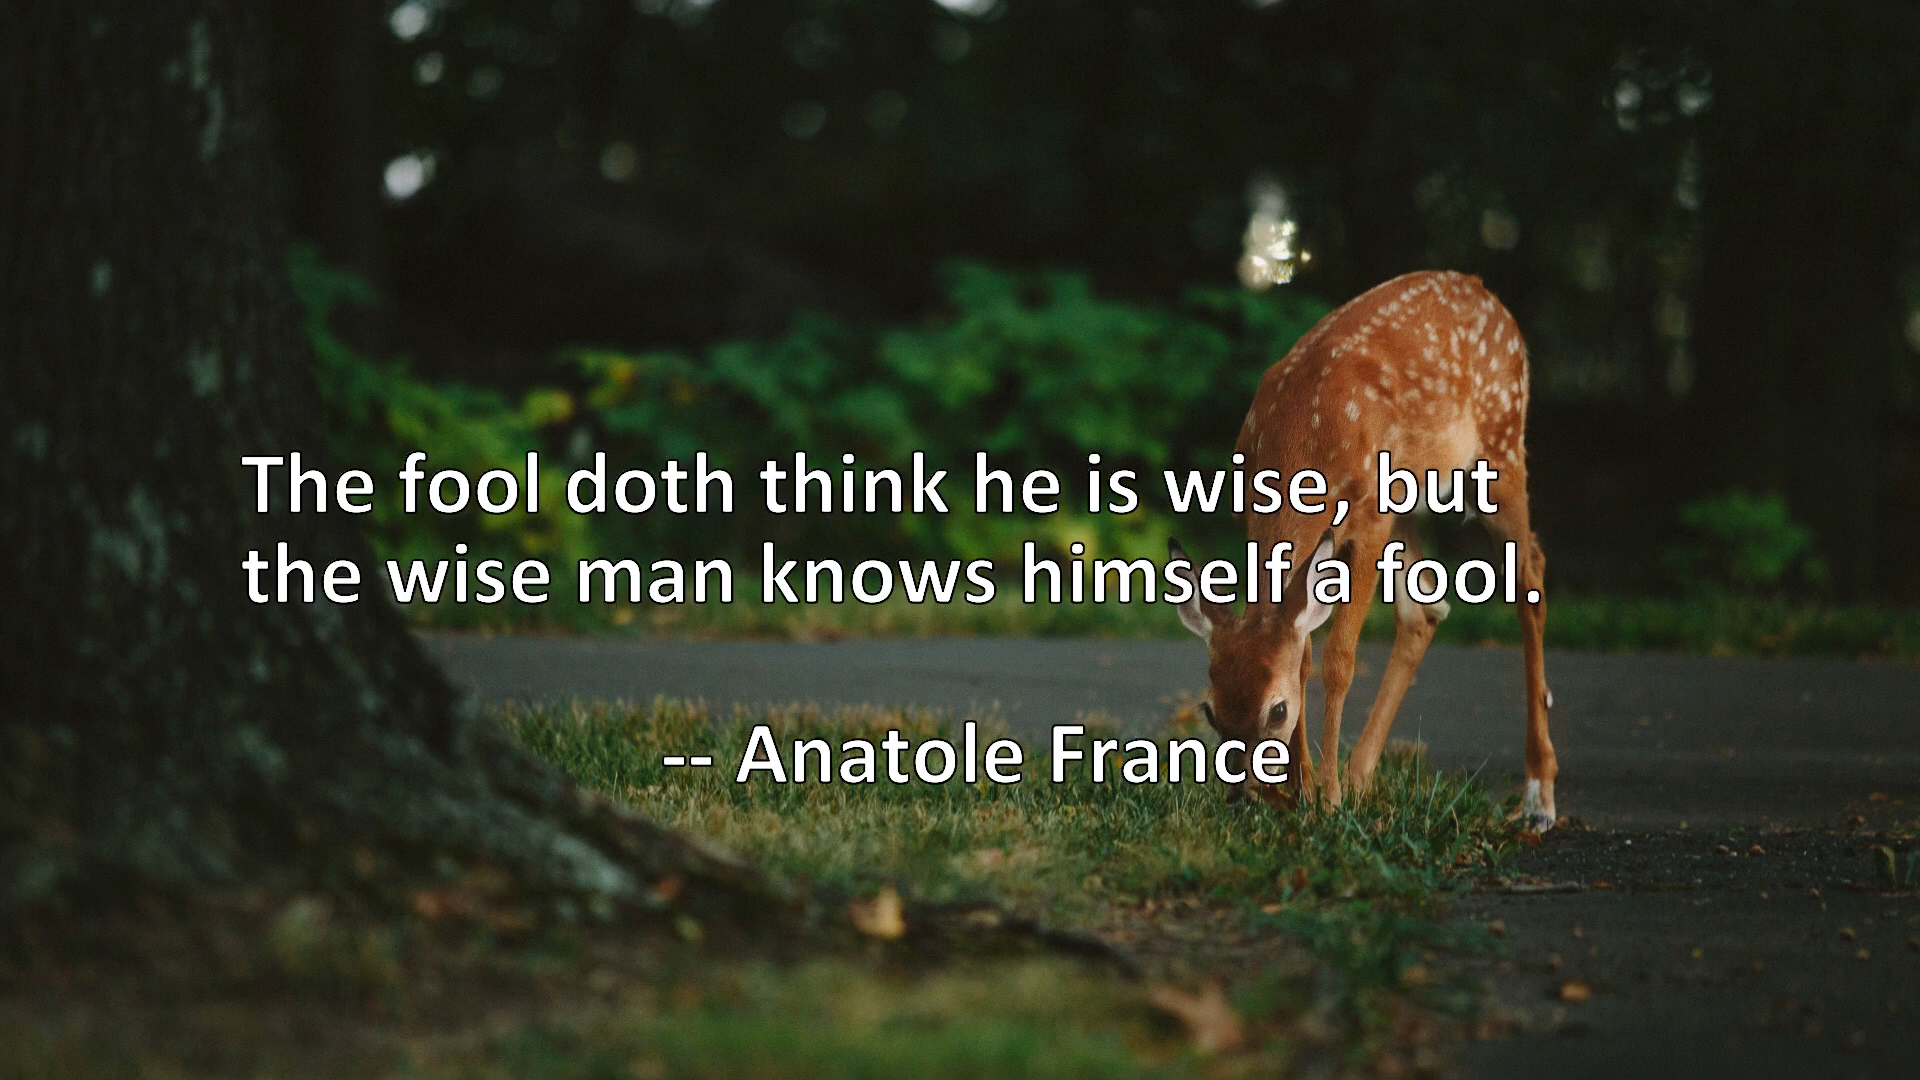 The fool doth think he is wise, but
the wise man knows himself a fool.
-- Anatole France